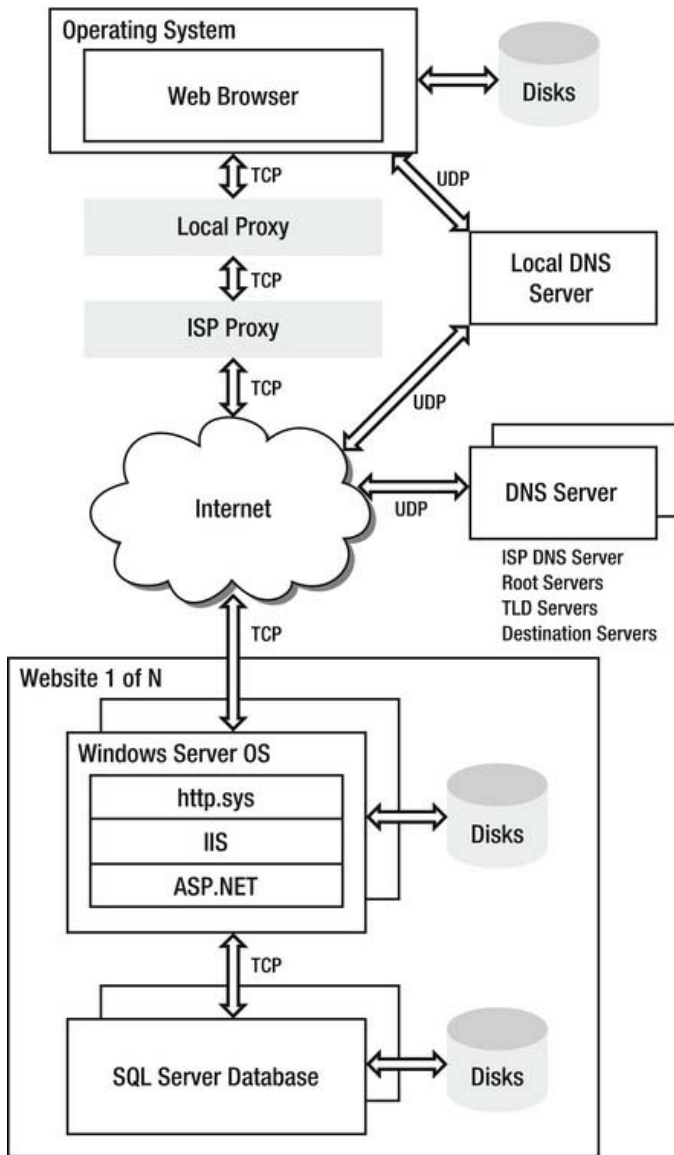 Operating System
Web Browser
Disks
TCP
UDP
Local Proxy
Local DNS
Server
TCP
ISP Proxy
TCP
UDP
Internet
DNS Server
UDP
ISP DNS Server
Root Servers
TLD Servers
Destination Servers
TCP
Website 1 of N
Windows Server OS
http.sys
IIS
Disks
ASP.NET
TCP
SQL Server Database
Disks